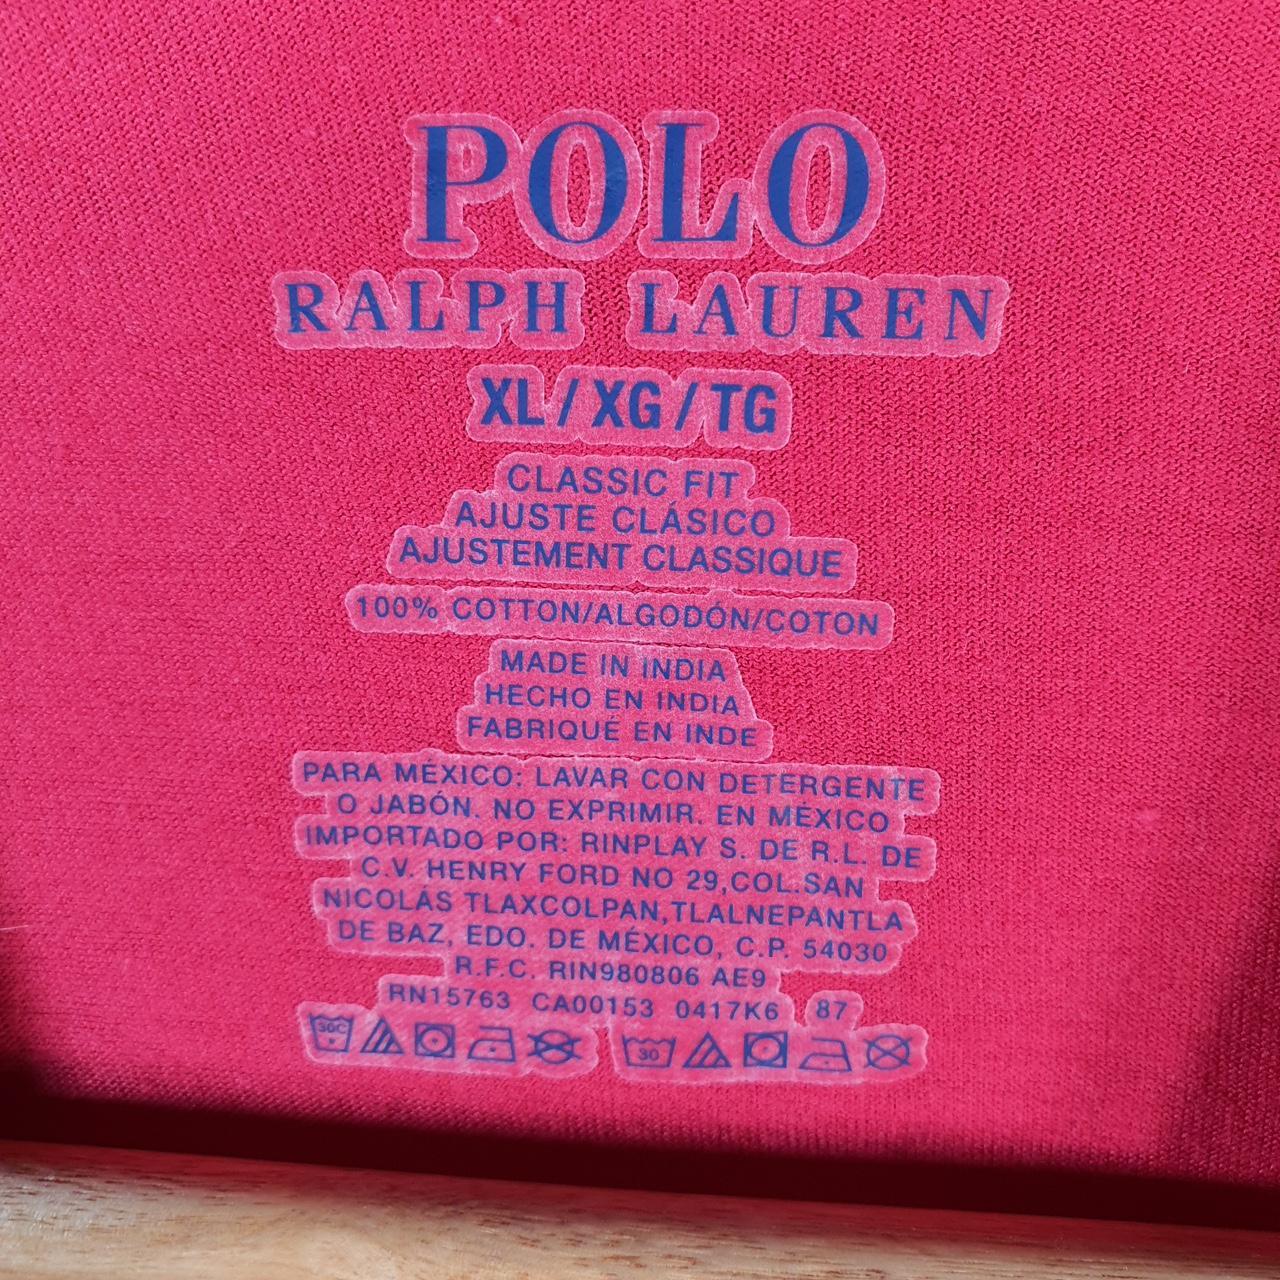 POLO
RALPH LAUREN
XL/XG/TG
CLASSIC FIT
AJUSTE CLÁSICO
AJUSTEMENT CLASSIQUE
100% COTTON/ALGODÓN/COTON
MADE IN INDIA
HECHO EN INDIA
FABRIQUÉ EN INDE
PARA MÉXICO: LAVAR CON DETERGENTE
O JABÓN. NO EXPRIMIR. EN MÉXICO
IMPORTADO POR: RINPLAY S. DE R.L. DE
C.V. HENRY FORD NO 29,COL.SAN
NICOLÁS TLAXCOLPAN,TLALNEPANTLA
DE BAZ, EDO. DE MÉXICO, C.P. 54030
R.F.C. RIN980806 AE9
RN15763 CA00153 0417K6 87
30C 30